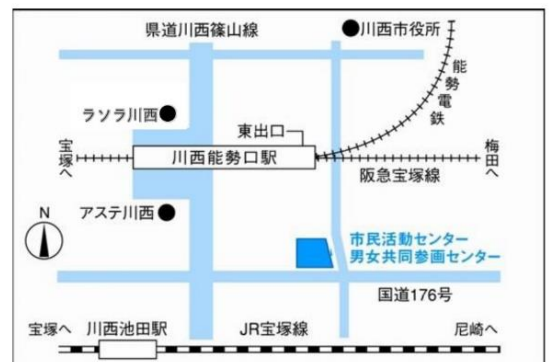 県道川西篠山線
川西市役所
能勢電鉄
ラソラ川西
東出口
宝塚へ
川西能勢口駅
阪急宝塚線
梅田へ
アステ川西
N
市民活動センター
男女共同参画センター
国道176号
宝塚へ
川西池田駅
JR宝塚線
尼崎へ